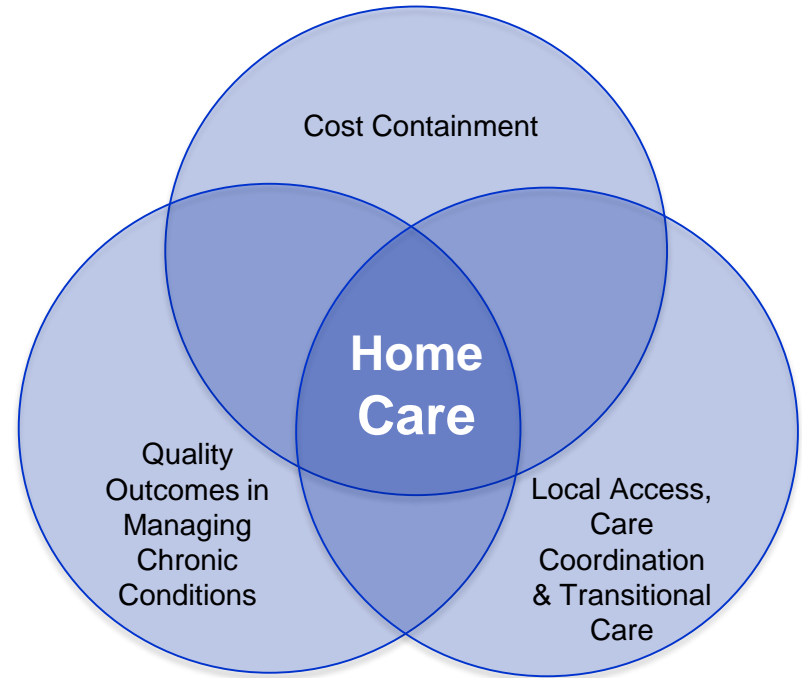 Cost Containment
Home
Care
Quality
Outcomes in
Managing
Chronic
Conditions
Local Access,
Care
Coordination
& Transitional
Care